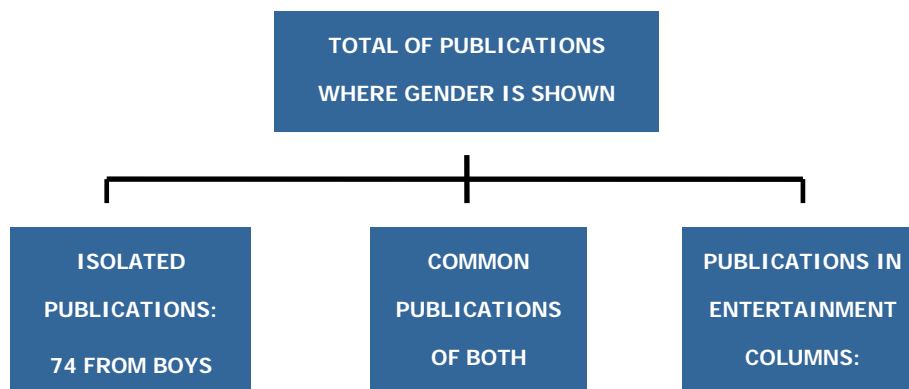 TOTAL OF PUBLICATIONS
WHERE GENDER IS SHOWN
ISOLATED
PUBLICATIONS:
74 FROM BOYS
COMMON
PUBLICATIONS
OF BOTH
PUBLICATIONS IN
ENTERTAINMENT
COLUMNS: